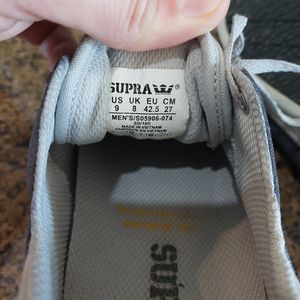 SUPRA
US UK EU CM
9 8 42.5 27
MEN'S/S05906-074
MADE IN VIETNAM